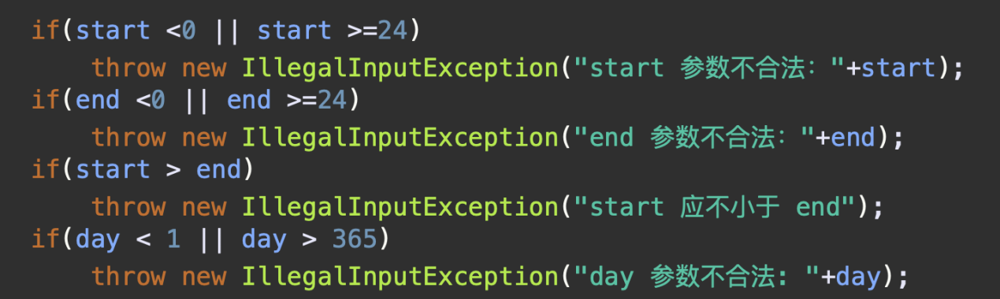 if(start <0 || start >=24)
    throw new IllegalInputException("start 参数不合法："+start);
if(end <0 || end >=24)
    throw new IllegalInputException("end 参数不合法："+end);
if(start > end)
    throw new IllegalInputException("start 应不小于 end");
if(day < 1 || day > 365)
    throw new IllegalInputException("day 参数不合法: "+day);